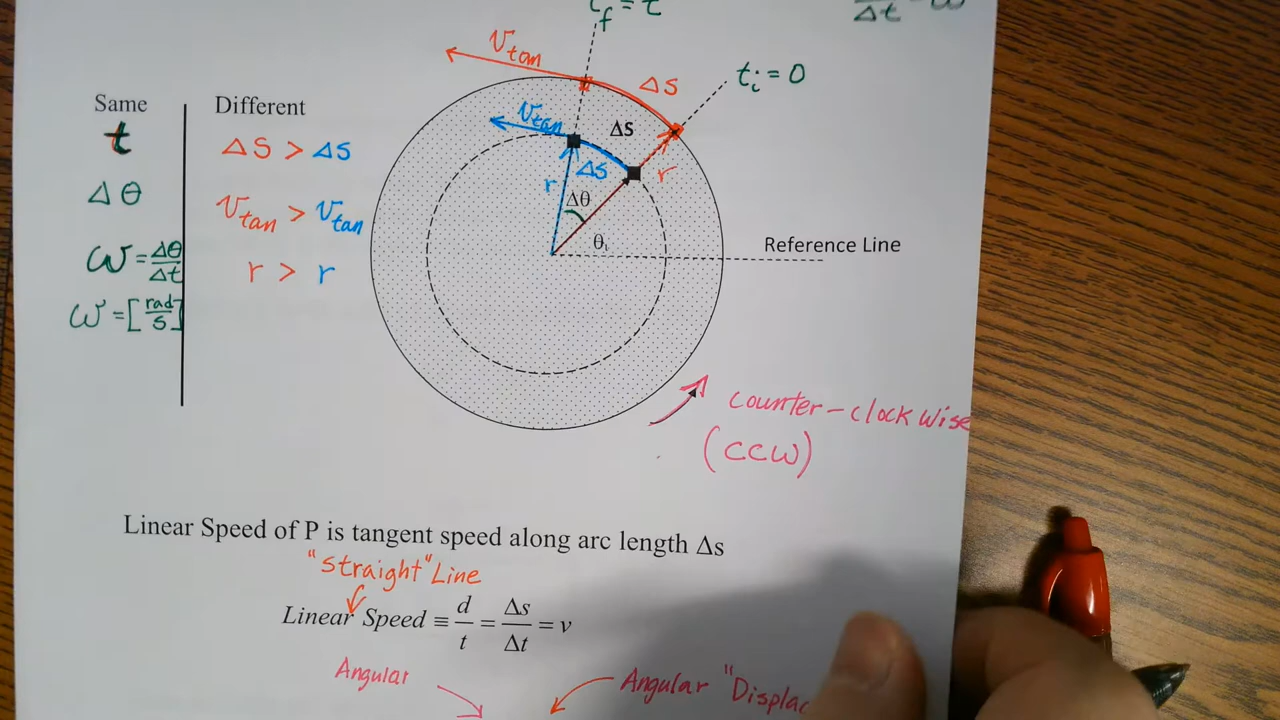 t_f = t
Δt
ω
v_tan
Δs
t_i = 0
Same
Different
t
ΔS > ΔS
Δθ
v_tan > v_tan
ω = Δθ/Δt
r > r
ω = [rad/s]
v_tan
Δs
Δs
r
r
Δθ
θ_i
Reference Line
counter-clockwise
(CCW)
Linear Speed of P is tangent speed along arc length Δs
"straight" Line
Linear Speed ≡ d/t = Δs/Δt = v
Angular
Angular "Displac